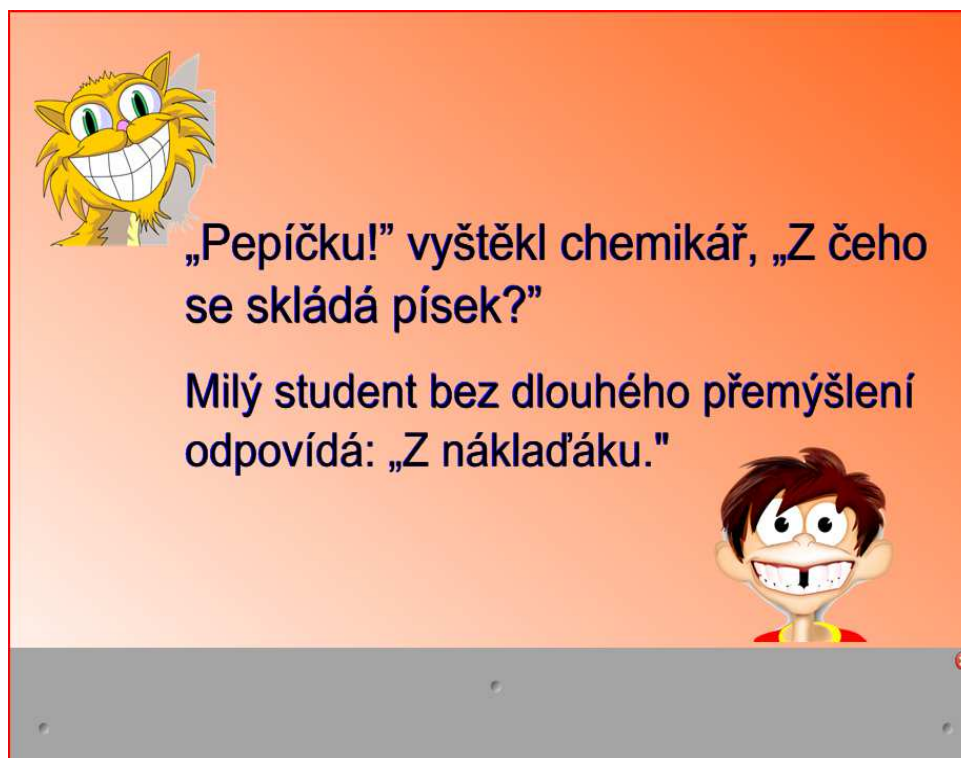 „Pepíčku!” vyštěkl chemikář, „Z čeho
se skládá písek?”
Milý student bez dlouhého přemýšlení
odpovídá: „Z náklaďáku."